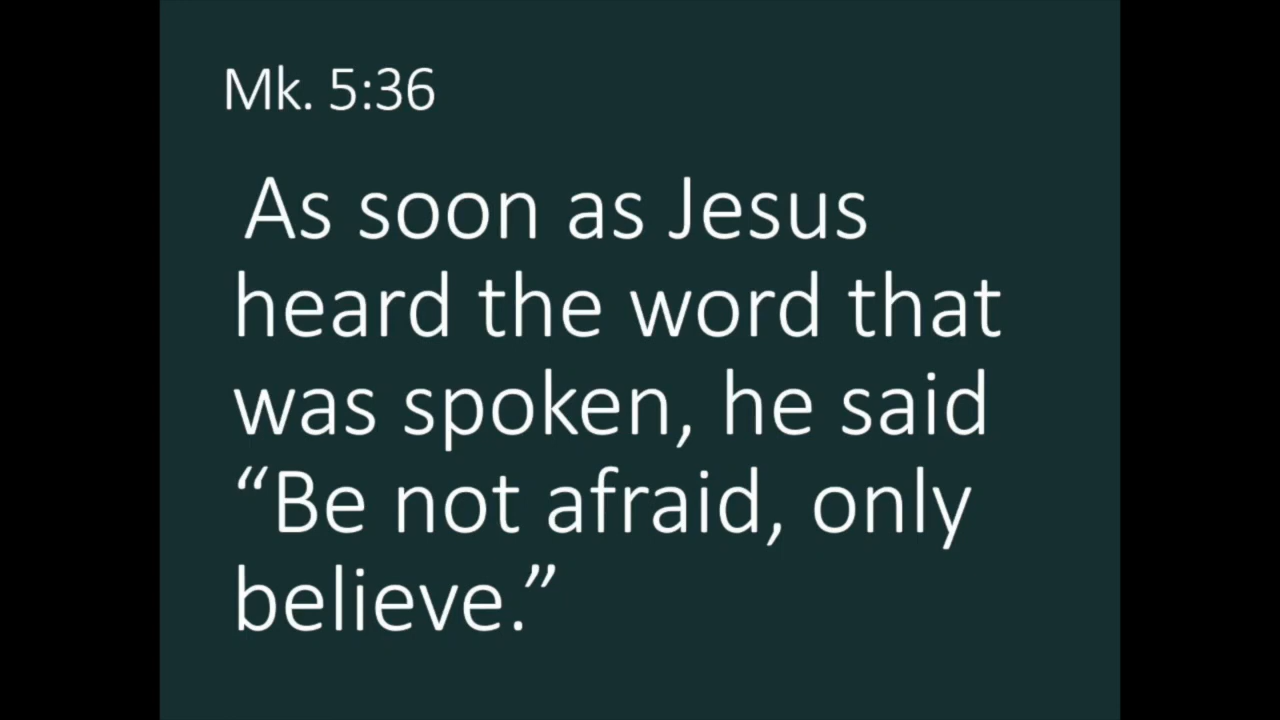 Mk. 5:36
As soon as Jesus
heard the word that
was spoken, he said
“Be not afraid, only
believe.”